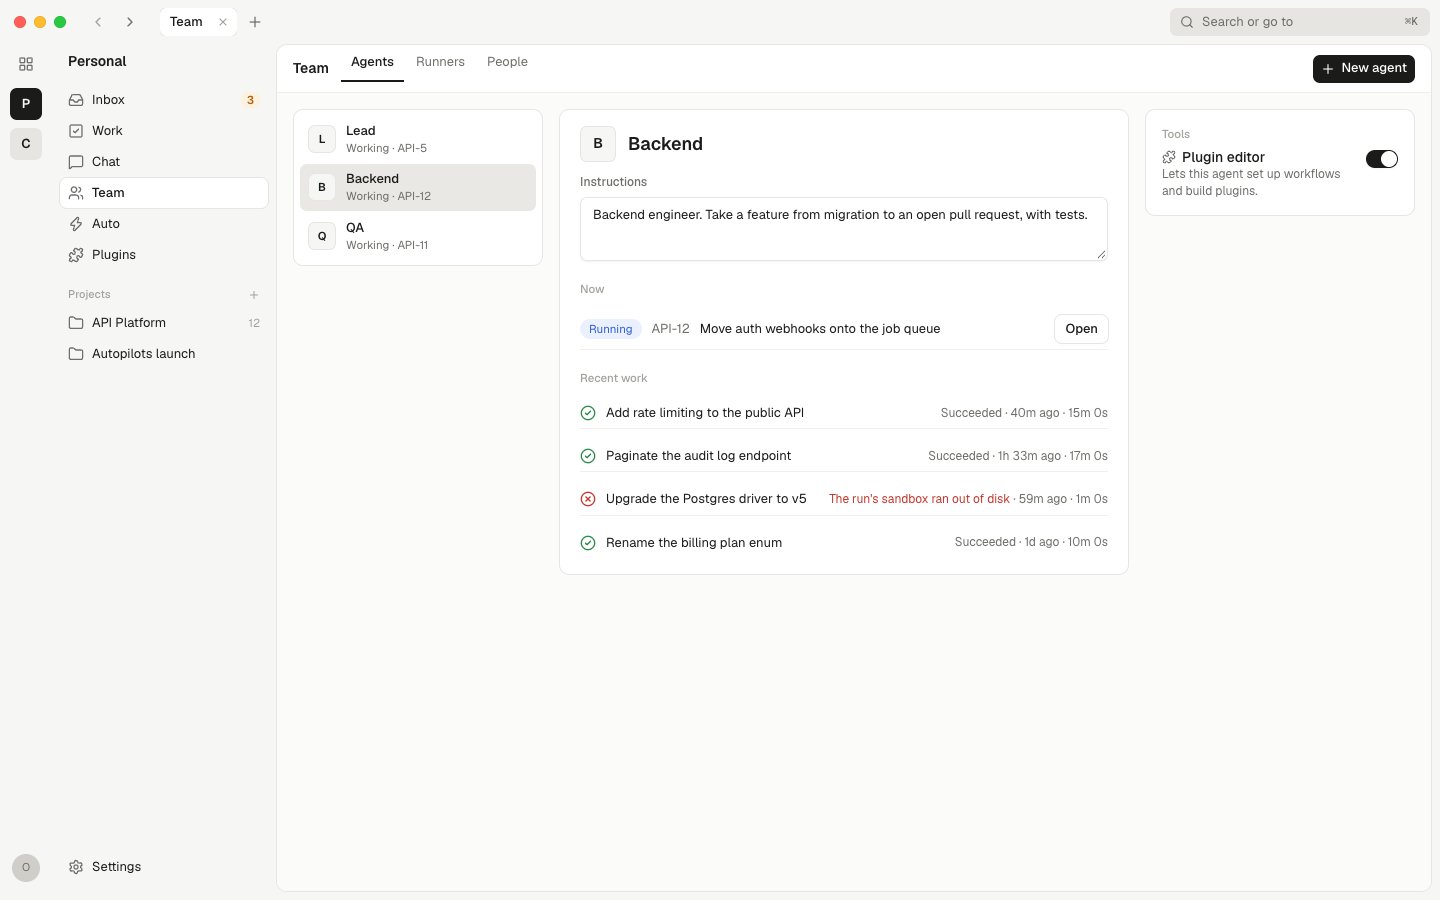 Team
Search or go to
⌘K
P
C
O
Personal
Inbox
3
Work
Chat
Team
Auto
Plugins
Projects
API Platform
12
Autopilots launch
Settings
Team
Agents
Runners
People
New agent
L
Lead
Working · API-5
B
Backend
Working · API-12
Q
QA
Working · API-11
B
Backend
Instructions
Backend engineer. Take a feature from migration to an open pull request, with tests.
Now
Running API-12 Move auth webhooks onto the job queue
Open
Recent work
Add rate limiting to the public API
Succeeded · 40m ago · 15m 0s
Paginate the audit log endpoint
Succeeded · 1h 33m ago · 17m 0s
Upgrade the Postgres driver to v5
The run's sandbox ran out of disk · 59m ago · 1m 0s
Rename the billing plan enum
Succeeded · 1d ago · 10m 0s
Tools
Plugin editor
Lets this agent set up workflows
and build plugins.